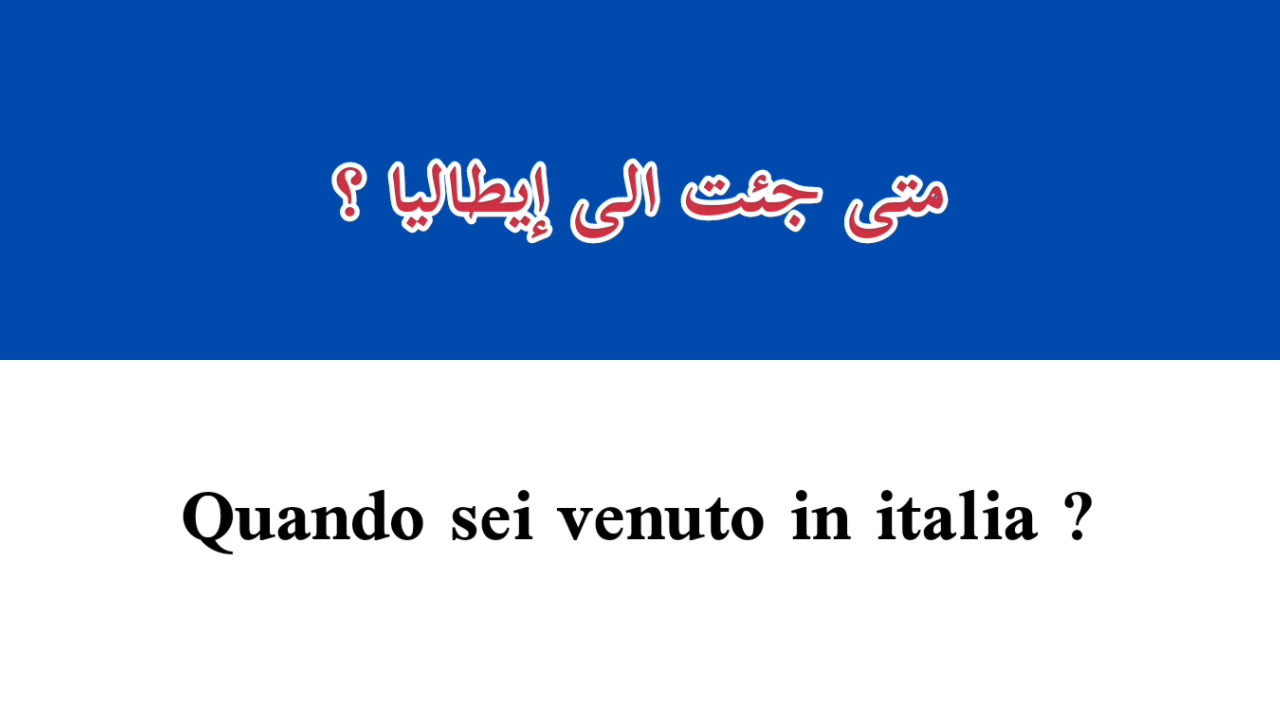 متى جئت الى إيطاليا ؟
Quando sei venuto in italia ?